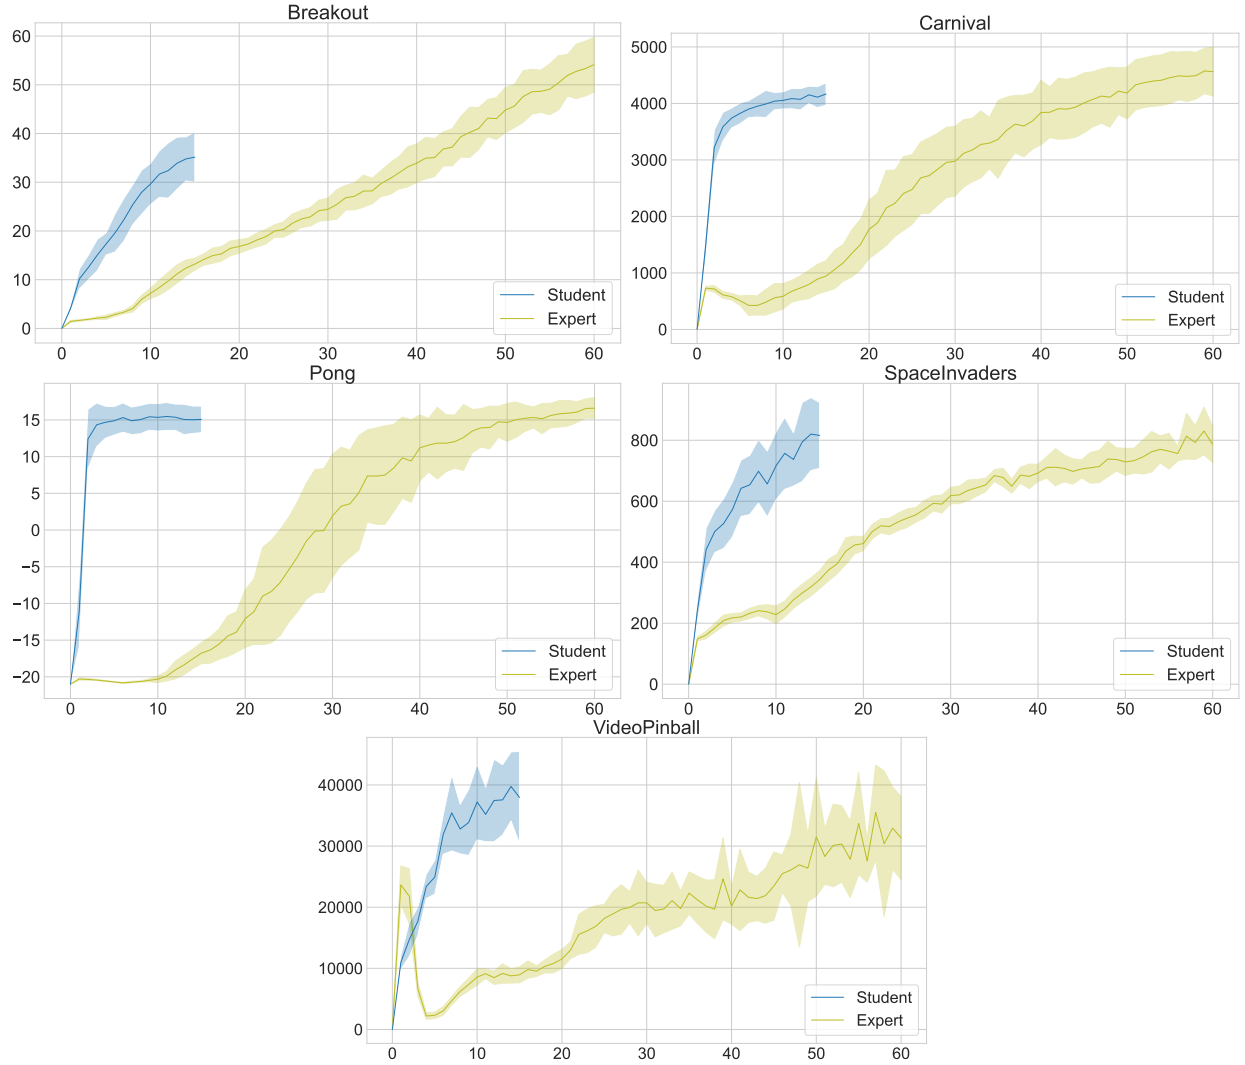 Breakout
60
50
40
30
20
10
0
0 10 20 30 40 50 60
Student
Expert
Carnival
5000
4000
3000
2000
1000
0
0 10 20 30 40 50 60
Student
Expert
Pong
15
10
5
0
−5
−10
−15
−20
0 10 20 30 40 50 60
Student
Expert
SpaceInvaders
800
600
400
200
0
0 10 20 30 40 50 60
Student
Expert
VideoPinball
40000
30000
20000
10000
0
0 10 20 30 40 50 60
Student
Expert